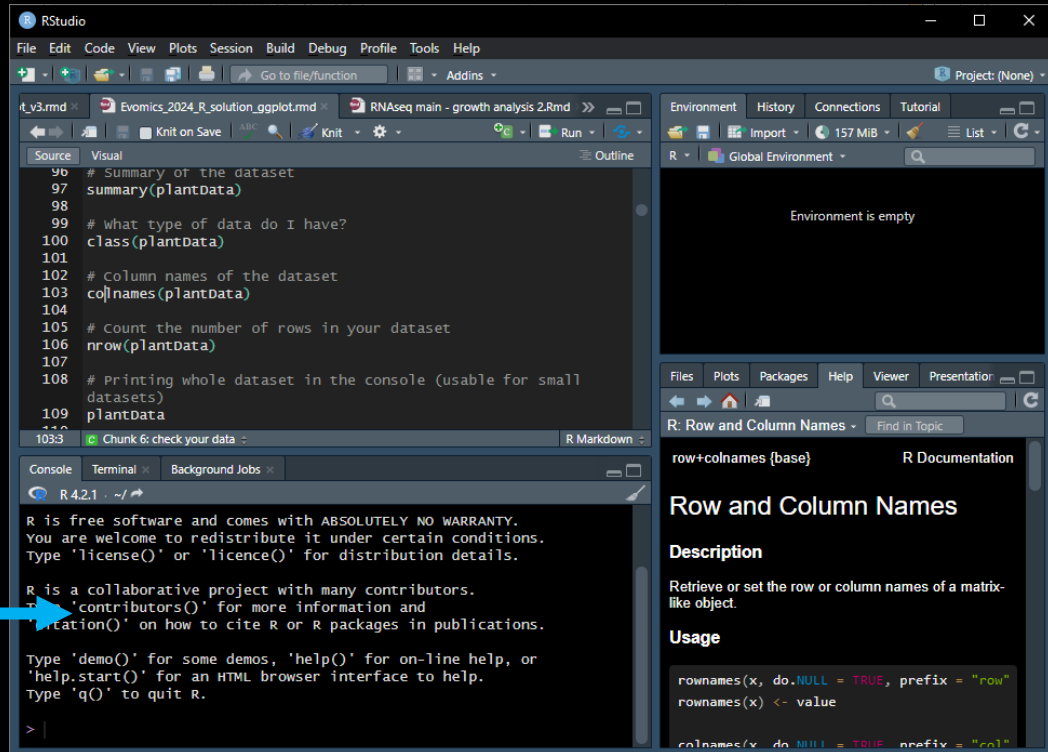 RStudio
File Edit Code View Plots Session Build Debug Profile Tools Help
Go to file/function
Addins
Project: (None)
t_v3.rmd
Evomics_2024_R_solution_ggplot.rmd
RNAseq main - growth analysis 2.Rmd
Knit on Save
ABC
Knit
Run
Source Visual
Outline
96 # Summary of the dataset
97 summary(plantData)
98
99 # What type of data do I have?
100 class(plantData)
101
102 # Column names of the dataset
103 colnames(plantData)
104
105 # Count the number of rows in your dataset
106 nrow(plantData)
107
108 # Printing whole dataset in the console (usable for small
datasets)
109 plantData
110
103:3 C Chunk 6: check your data R Markdown
Console Terminal Background Jobs
R 4.2.1 · ~/
R is free software and comes with ABSOLUTELY NO WARRANTY.
You are welcome to redistribute it under certain conditions.
Type 'license()' or 'licence()' for distribution details.
R is a collaborative project with many contributors.
'contributors()' for more information and
on how to cite R or R packages in publications.
Type 'demo()' for some demos, 'help()' for on-line help, or
'help.start()' for an HTML browser interface to help.
Type 'q()' to quit R.
>
Environment History Connections Tutorial
Import 157 MiB List
R Global Environment
Environment is empty
Files Plots Packages Help Viewer Presentation
R: Row and Column Names Find in Topic
row+colnames {base} R Documentation
Row and Column Names
Description
Retrieve or set the row or column names of a matrix-
like object.
Usage
rownames(x, do.NULL = TRUE, prefix = "row"
rownames(x) <- value
colnames(x, do.NULL = TRUE, prefix = "col"